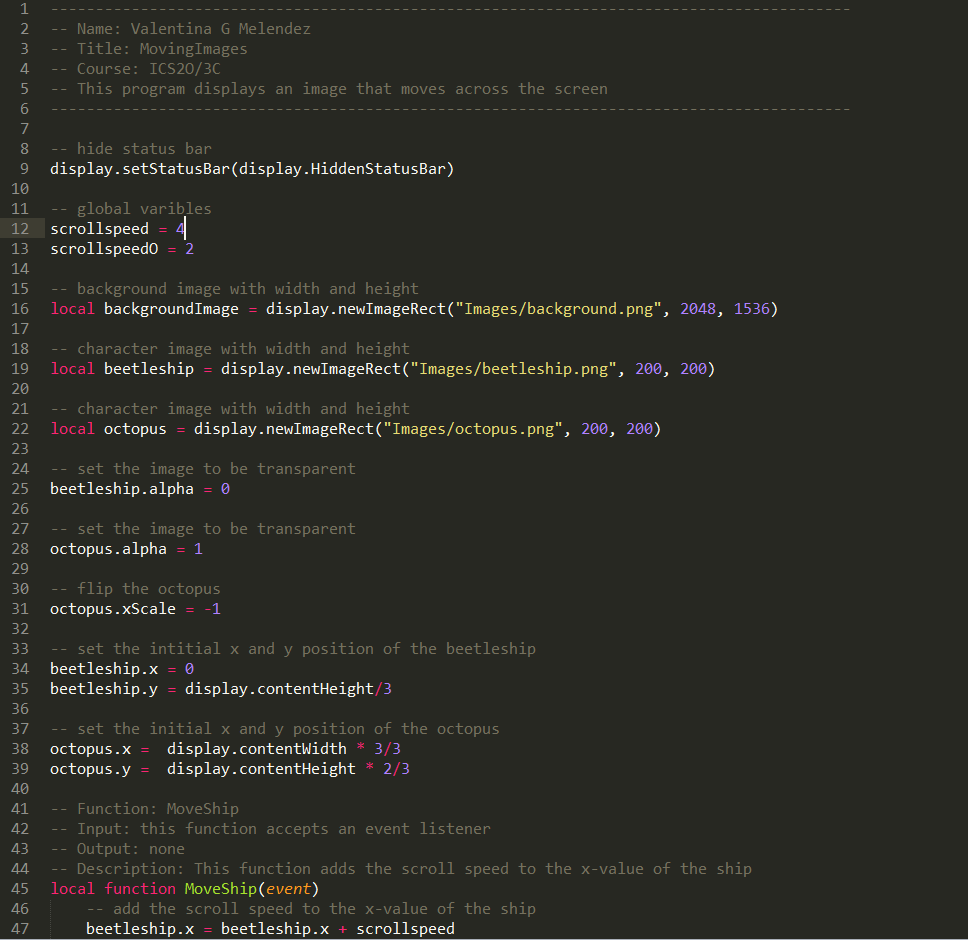 1 -----------------------------------------------------------------------------------------
2 -- Name: Valentina G Melendez
3 -- Title: MovingImages
4 -- Course: ICS2O/3C
5 -- This program displays an image that moves across the screen
6 -----------------------------------------------------------------------------------------
7
8 -- hide status bar
9 display.setStatusBar(display.HiddenStatusBar)
10
11 -- global varibles
12 scrollspeed = 4
13 scrollspeedO = 2
14
15 -- background image with width and height
16 local backgroundImage = display.newImageRect("Images/background.png", 2048, 1536)
17
18 -- character image with width and height
19 local beetleship = display.newImageRect("Images/beetleship.png", 200, 200)
20
21 -- character image with width and height
22 local octopus = display.newImageRect("Images/octopus.png", 200, 200)
23
24 -- set the image to be transparent
25 beetleship.alpha = 0
26
27 -- set the image to be transparent
28 octopus.alpha = 1
29
30 -- flip the octopus
31 octopus.xScale = -1
32
33 -- set the intitial x and y position of the beetleship
34 beetleship.x = 0
35 beetleship.y = display.contentHeight/3
36
37 -- set the initial x and y position of the octopus
38 octopus.x =  display.contentWidth * 3/3
39 octopus.y =  display.contentHeight * 2/3
40
41 -- Function: MoveShip
42 -- Input: this function accepts an event listener
43 -- Output: none
44 -- Description: This function adds the scroll speed to the x-value of the ship
45 local function MoveShip(event)
46     -- add the scroll speed to the x-value of the ship
47     beetleship.x = beetleship.x + scrollspeed